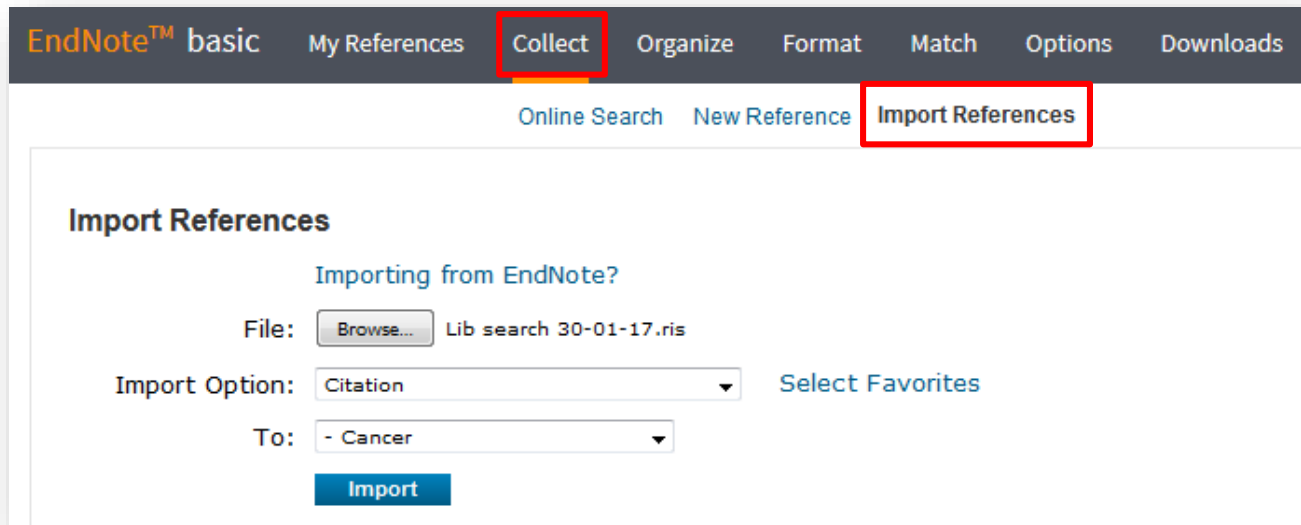 EndNote™ basic My References Collect Organize Format Match Options Downloads
Online Search New Reference Import References
Import References
Importing from EndNote?
File: Browse... Lib search 30-01-17.ris
Import Option: Citation Select Favorites
To: - Cancer
Import